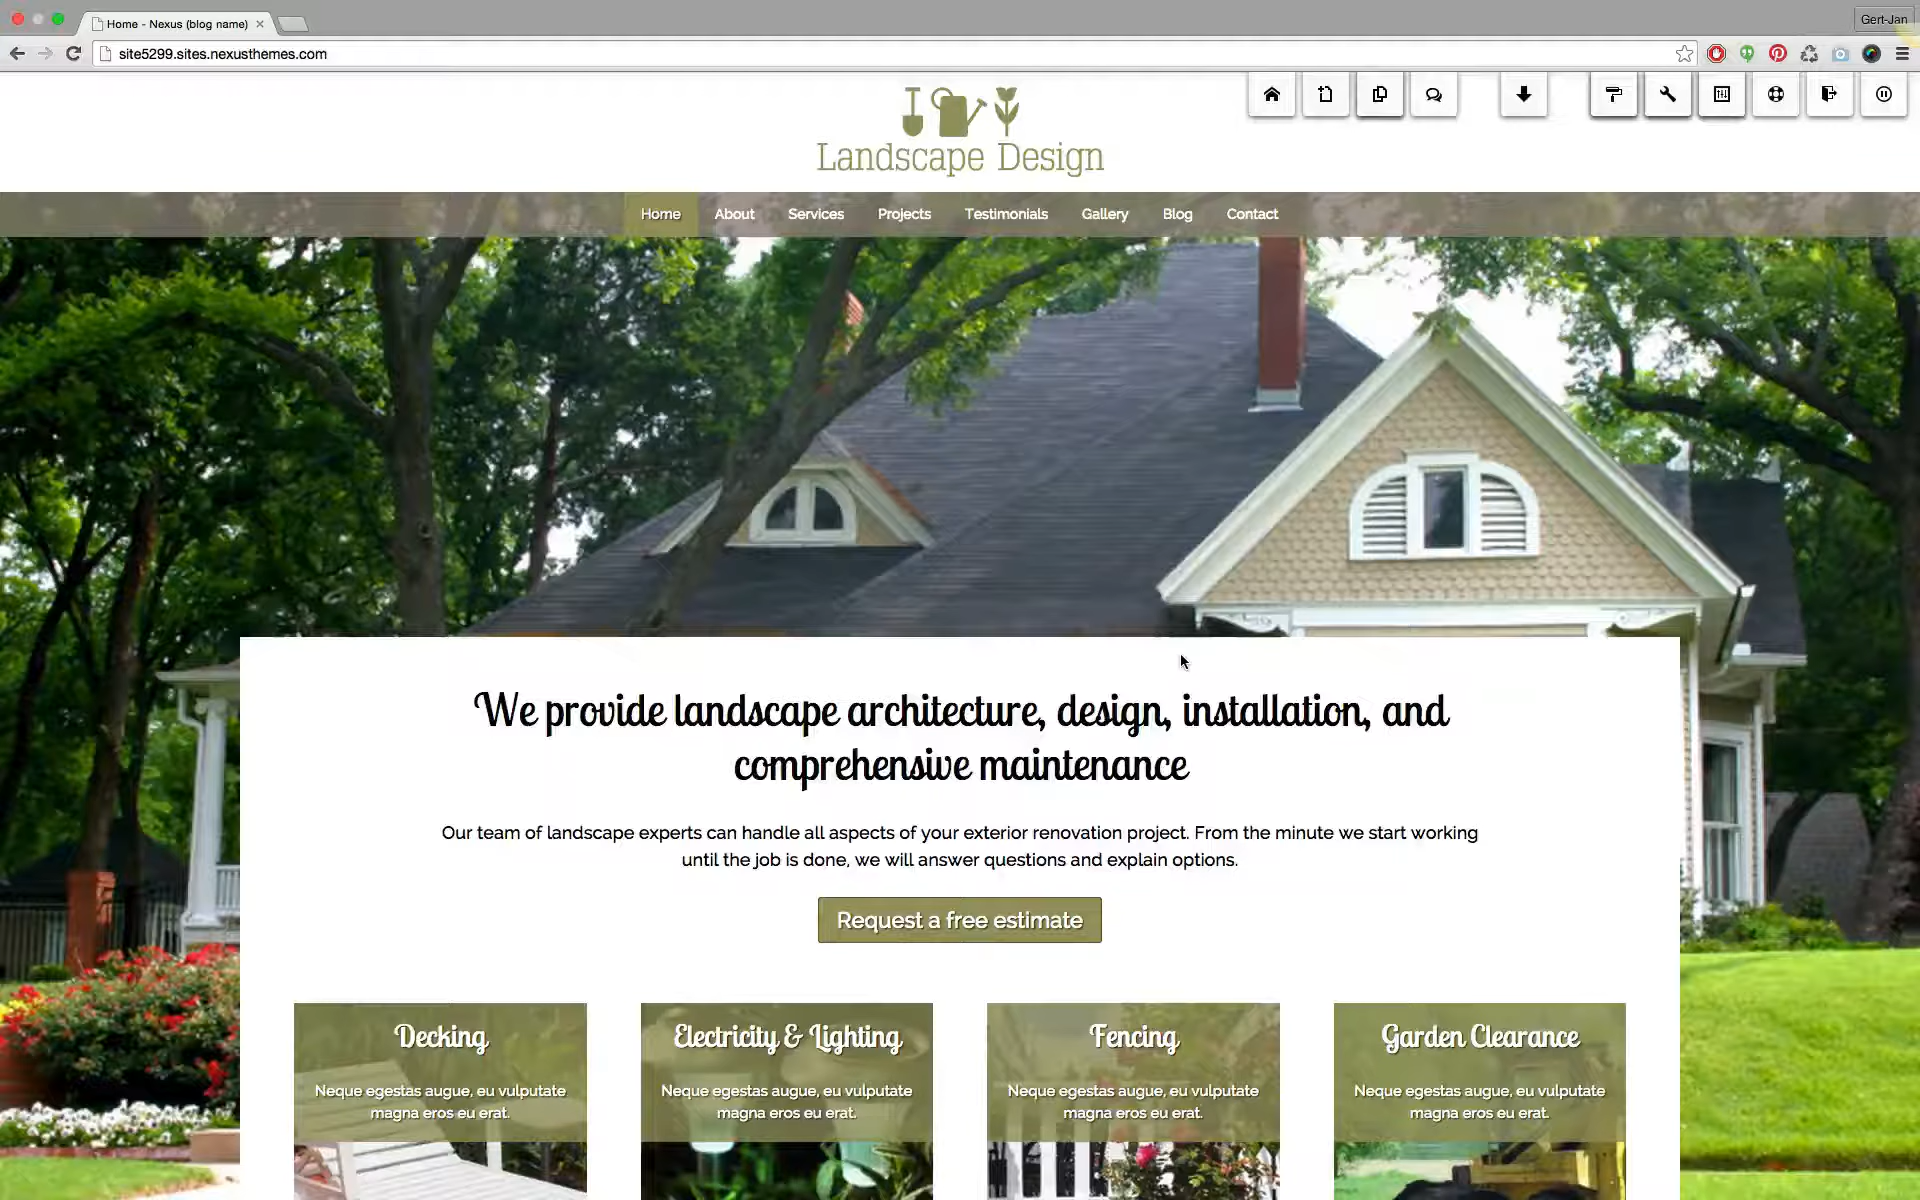 Home - Nexus (blog name)
Gert-Jan
site5299.sites.nexusthemes.com
Landscape Design
Home About Services Projects Testimonials Gallery Blog Contact
We provide landscape architecture, design, installation, and
comprehensive maintenance
Our team of landscape experts can handle all aspects of your exterior renovation project. From the minute we start working
until the job is done, we will answer questions and explain options.
Request a free estimate
Decking
Neque egestas augue, eu vulputate
magna eros eu erat.
Electricity & Lighting
Neque egestas augue, eu vulputate
magna eros eu erat.
Fencing
Neque egestas augue, eu vulputate
magna eros eu erat.
Garden Clearance
Neque egestas augue, eu vulputate
magna eros eu erat.